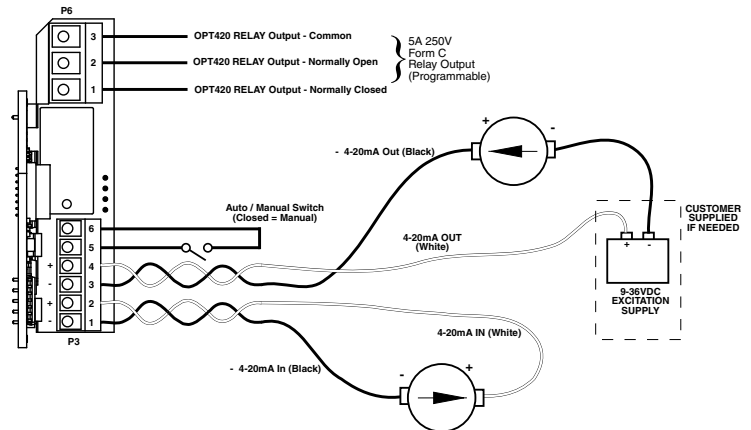 P6
3
OPT420 RELAY Output - Common
2
OPT420 RELAY Output - Normally Open
1
OPT420 RELAY Output - Normally Closed
5A 250V
Form C
Relay Output
(Programmable)
+
-
- 4-20mA Out (Black)
Auto / Manual Switch
(Closed = Manual)
6
5
+ 4
- 3
+ 2
- 1
P3
4-20mA OUT
(White)
CUSTOMER
SUPPLIED
IF NEEDED
+ -
9-36VDC
EXCITATION
SUPPLY
4-20mA IN (White)
- 4-20mA In (Black)
-
+